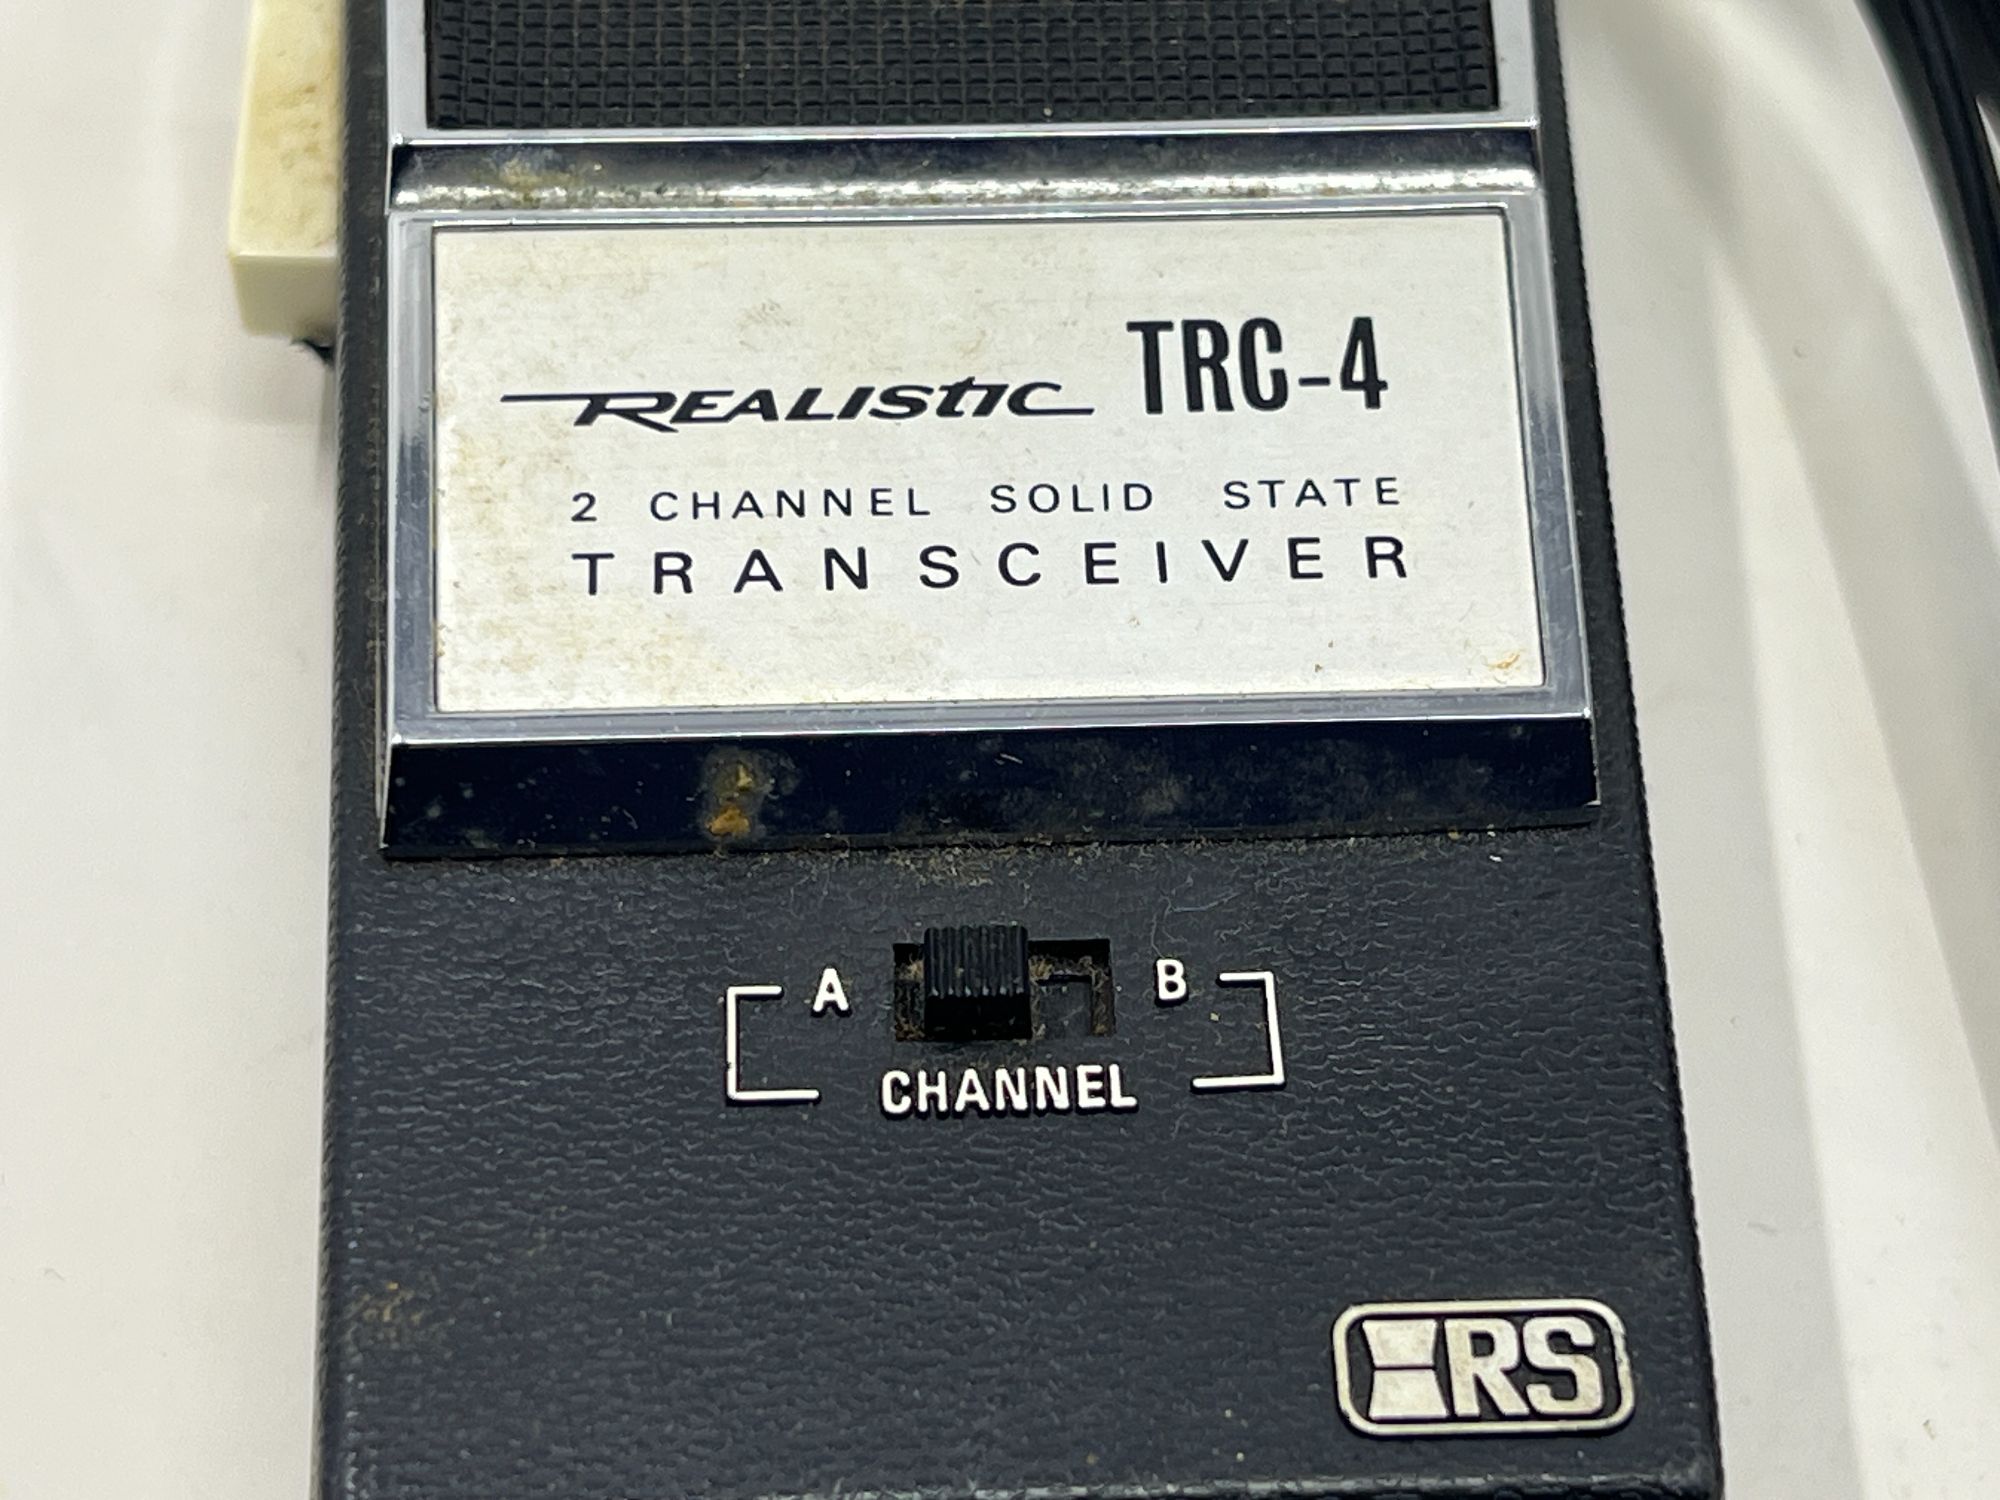 REALISTIC TRC-4
2 CHANNEL SOLID STATE
TRANSCEIVER
A B
CHANNEL
RS